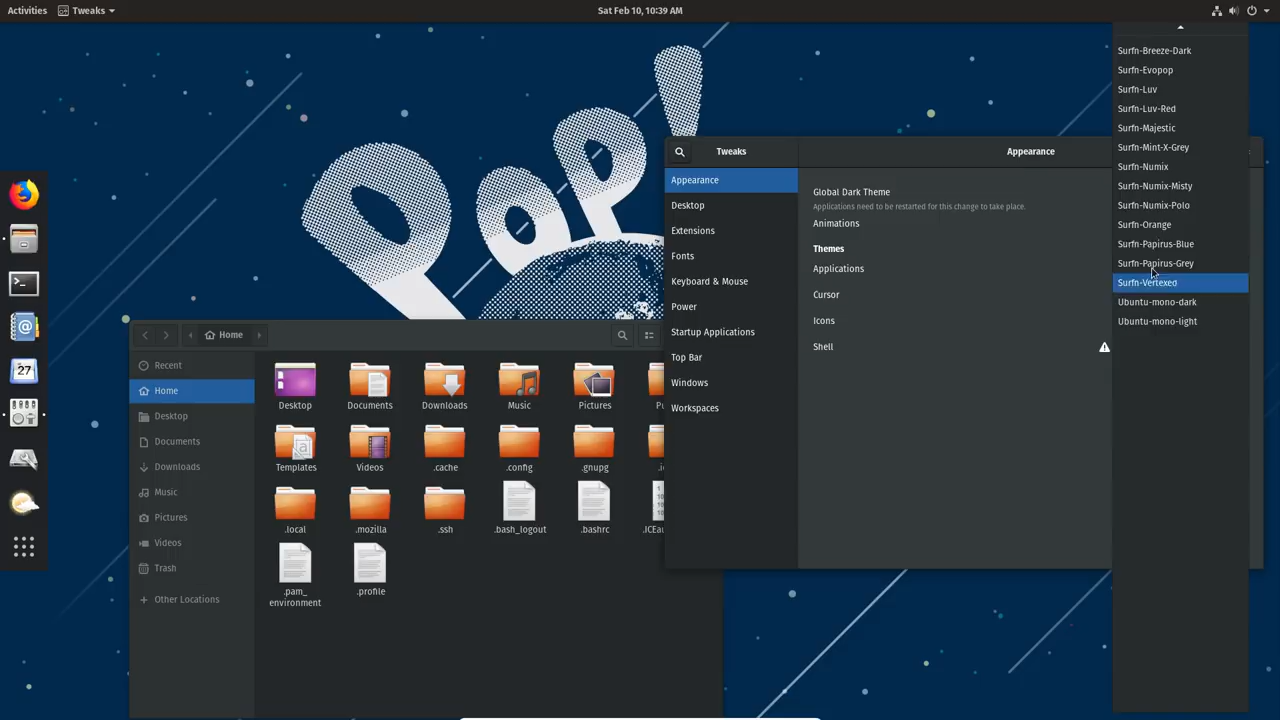 Activities
Tweaks
Sat Feb 10, 10:39 AM
POP!
27
Home
Recent
Home
Desktop
Documents
Downloads
Music
Pictures
Videos
Trash
Other Locations
Desktop
Documents
Downloads
Music
Pictures
Templates
Videos
.cache
.config
.gnupg
.local
.mozilla
.ssh
.bash_logout
.bashrc
.pam_
environment
.profile
Tweaks
Appearance
Appearance
Desktop
Extensions
Fonts
Keyboard & Mouse
Power
Startup Applications
Top Bar
Windows
Workspaces
Global Dark Theme
Applications need to be restarted for this change to take place.
Animations
Themes
Applications
Cursor
Icons
Shell
Surfn-Breeze-Dark
Surfn-Evopop
Surfn-Luv
Surfn-Luv-Red
Surfn-Majestic
Surfn-Mint-X-Grey
Surfn-Numix
Surfn-Numix-Misty
Surfn-Numix-Polo
Surfn-Orange
Surfn-Papirus-Blue
Surfn-Papirus-Grey
Surfn-Vertexed
Ubuntu-mono-dark
Ubuntu-mono-light